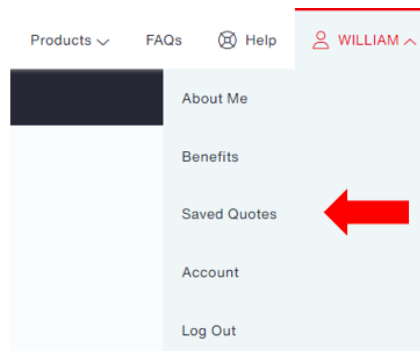 Products FAQs Help WILLIAM
About Me
Benefits
Saved Quotes
Account
Log Out